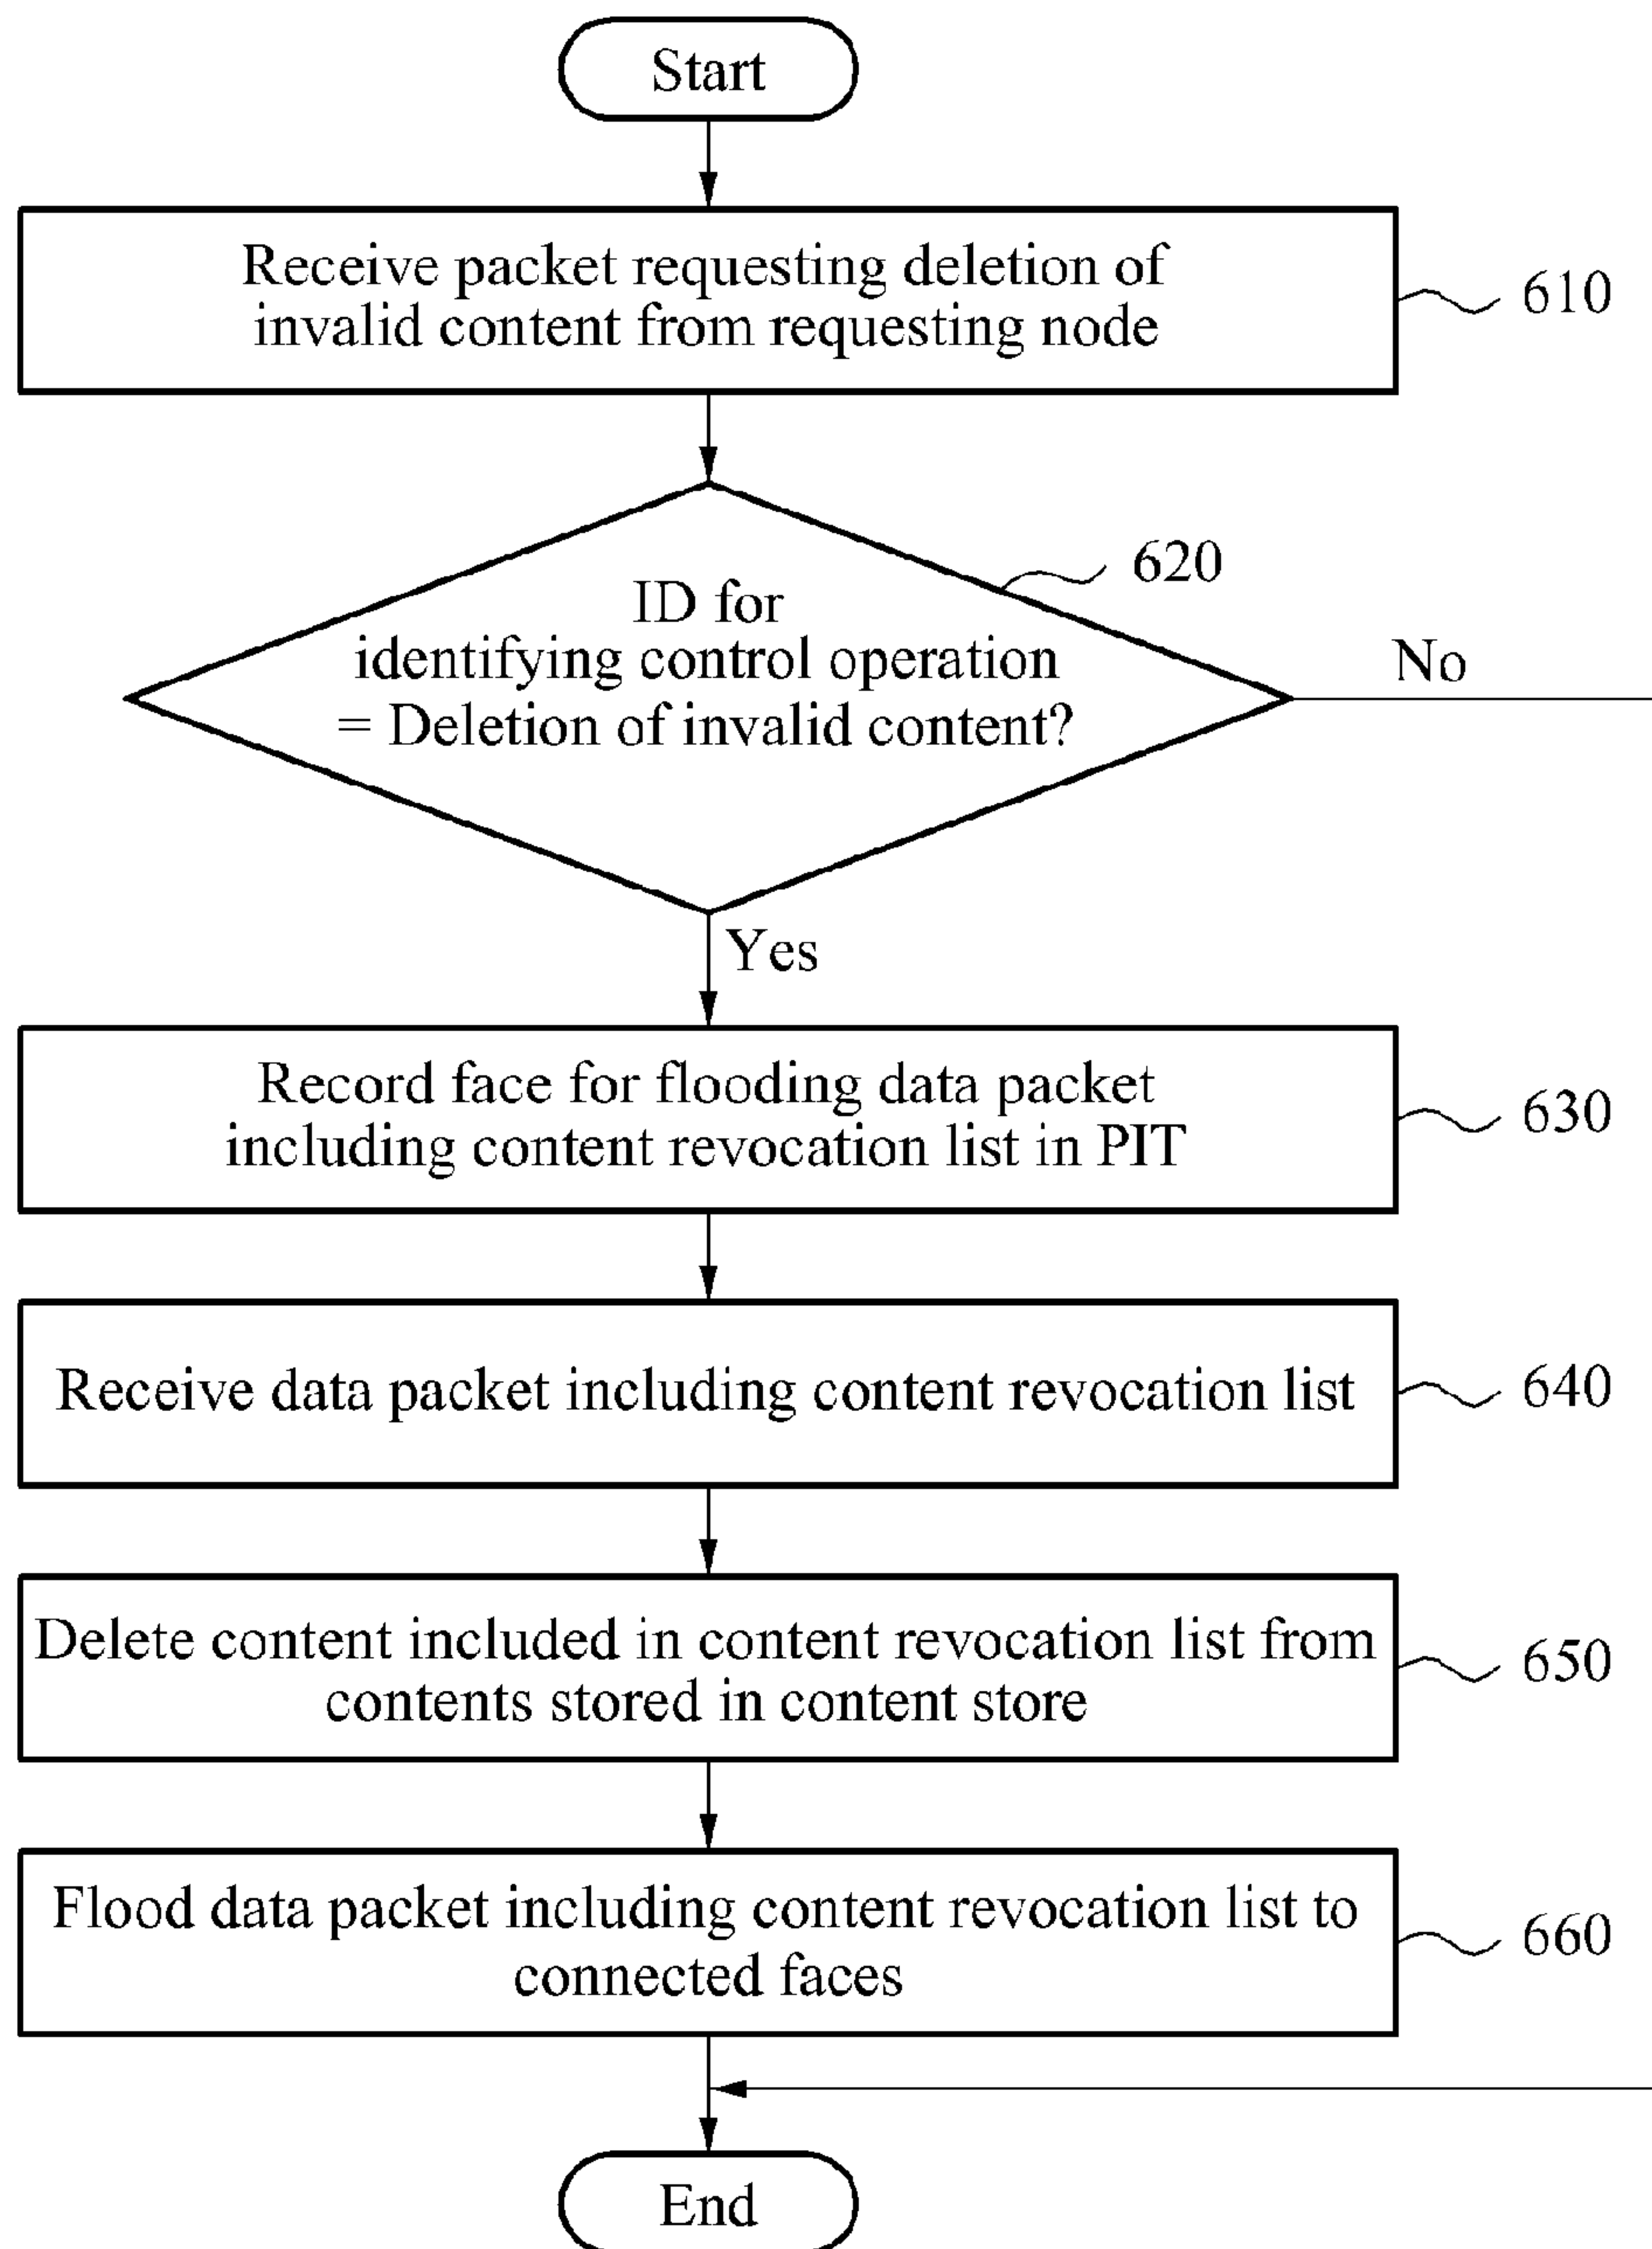 Start
Receive packet requesting deletion of
invalid content from requesting node
610
ID for
identifying control operation
= Deletion of invalid content?
620
No
Yes
Record face for flooding data packet
including content revocation list in PIT
630
Receive data packet including content revocation list
640
Delete content included in content revocation list from
contents stored in content store
650
Flood data packet including content revocation list to
connected faces
660
End